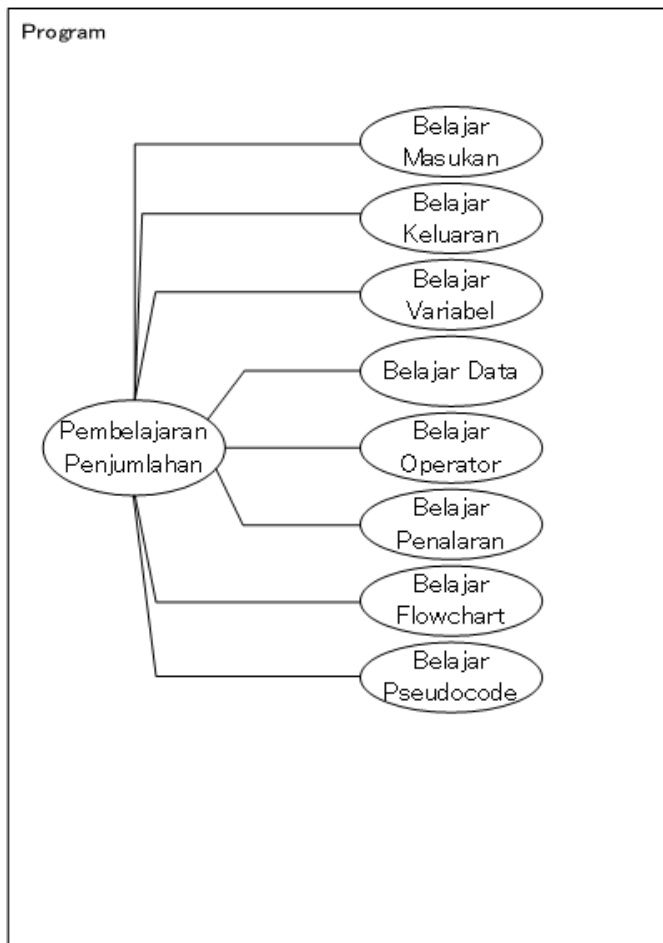 Program
Belajar
Masukan
Belajar
Keluaran
Belajar
Variabel
Belajar Data
Pembelajaran
Penjumlahan
Belajar
Operator
Belajar
Penalaran
Belajar
Flowchart
Belajar
Pseudocode